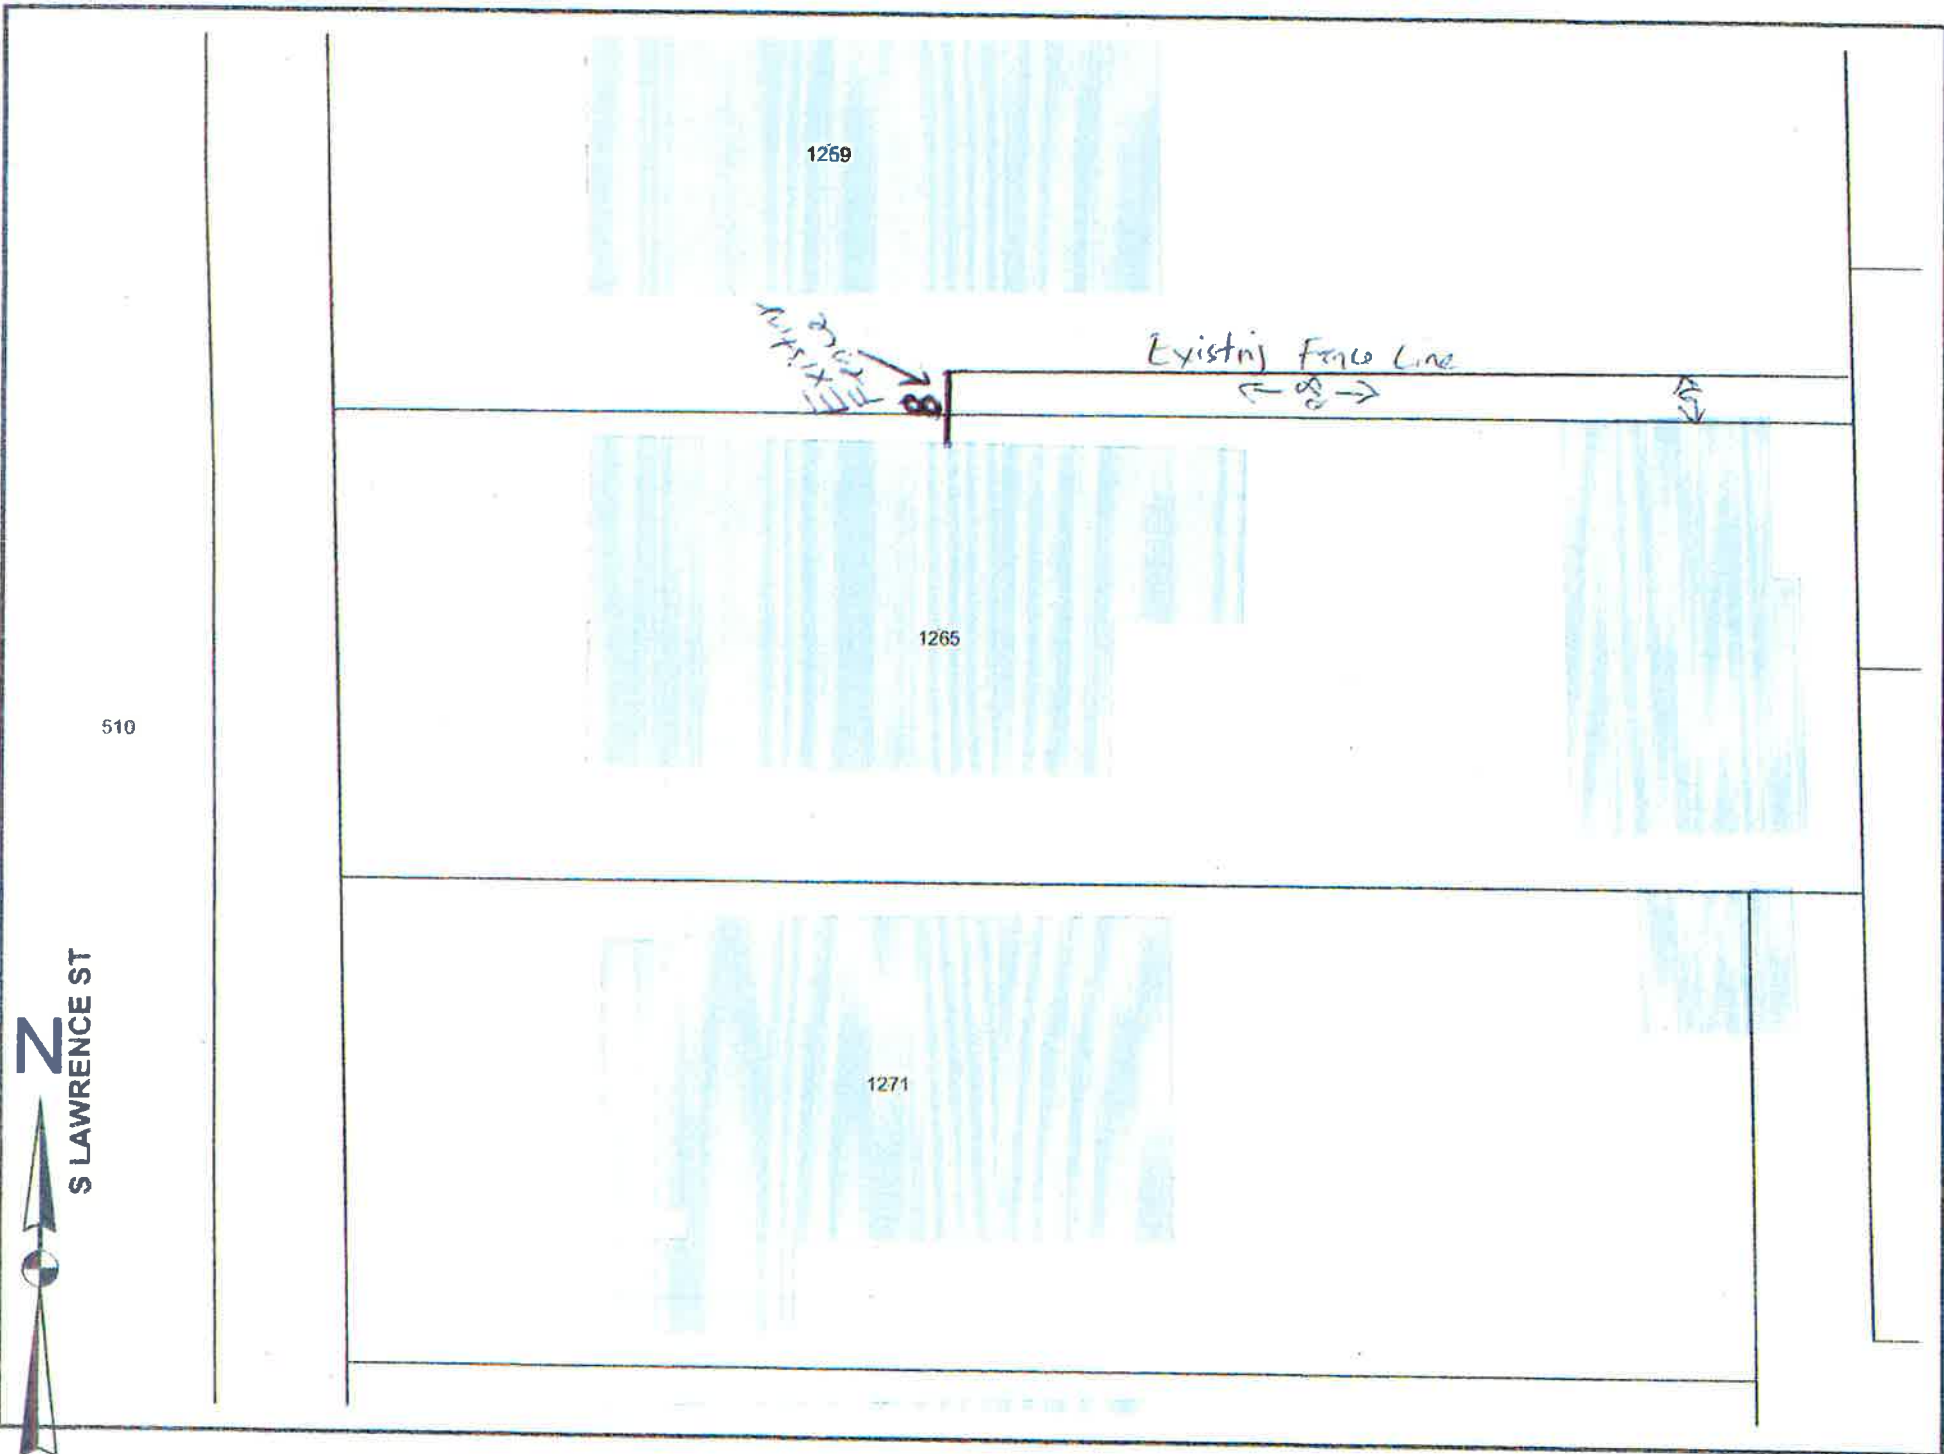 1259
Existing
Fence
8
Existing Fence Line
1265
510
1271
N
S LAWRENCE ST